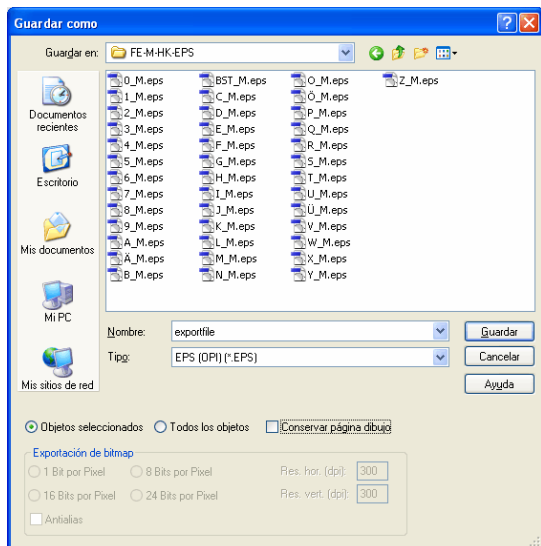 Guardar como
Guardar en: FE-M-HK-EPS
0_M.eps BST_M.eps O_M.eps Z_M.eps
1_M.eps C_M.eps Ö_M.eps
2_M.eps D_M.eps P_M.eps
3_M.eps E_M.eps Q_M.eps
4_M.eps F_M.eps R_M.eps
5_M.eps G_M.eps S_M.eps
6_M.eps H_M.eps T_M.eps
7_M.eps I_M.eps U_M.eps
8_M.eps J_M.eps Ü_M.eps
9_M.eps K_M.eps V_M.eps
A_M.eps L_M.eps W_M.eps
Ä_M.eps M_M.eps X_M.eps
B_M.eps N_M.eps Y_M.eps
Documentos
recientes
Escritorio
Mis documentos
Mi PC
Mis sitios de red
Nombre: exportfile Guardar
Tipo: EPS (OPI) (*.EPS) Cancelar
Ayuda
Objetos seleccionados Todos los objetos Conservar página dibujo
Exportación de bitmap
1 Bit por Pixel 8 Bits por Pixel Res. hor. (dpi): 300
16 Bits por Pixel 24 Bits por Pixel Res. vert. (dpi): 300
Antialias